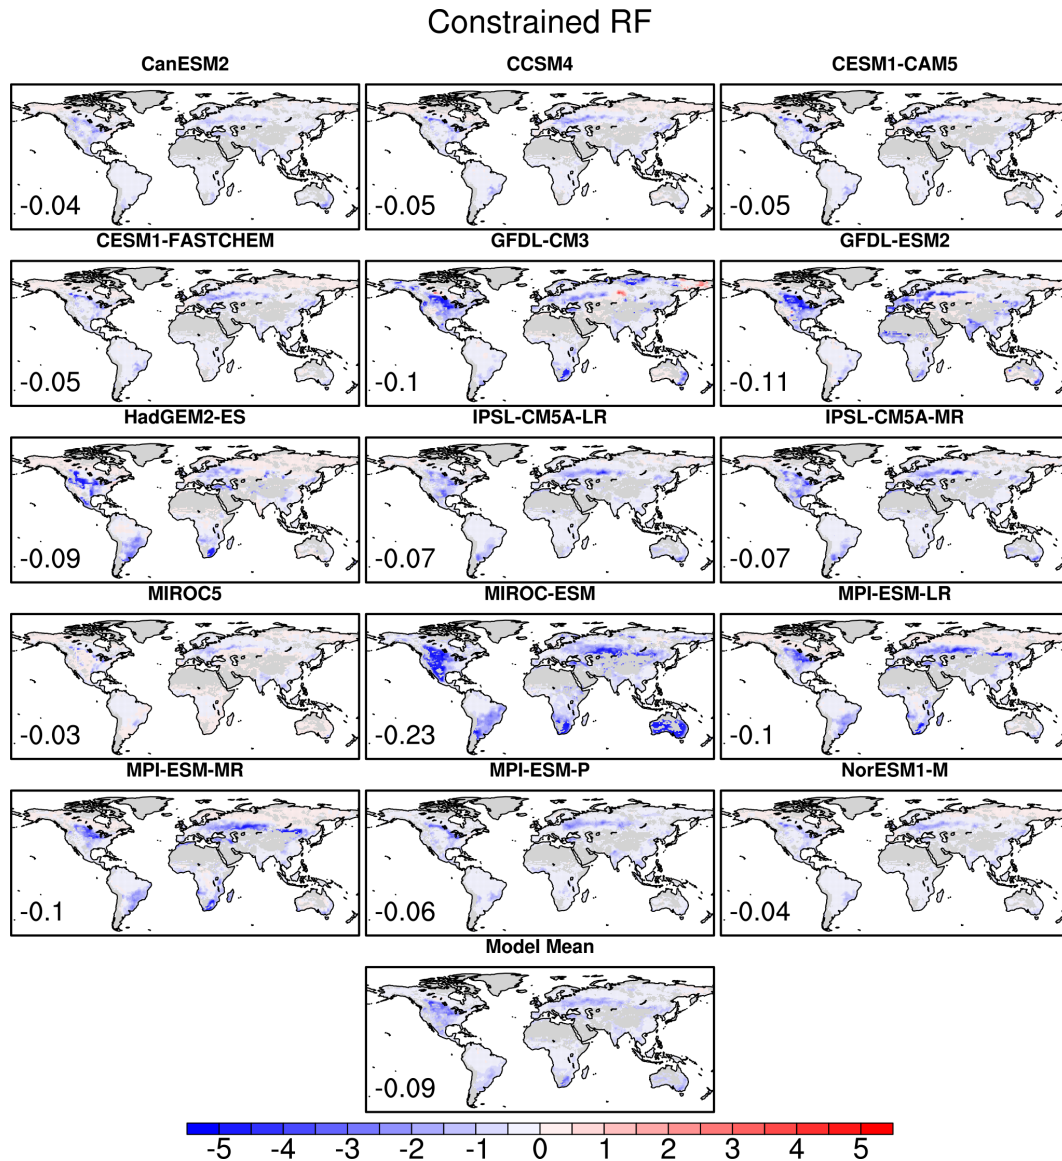 Constrained RF
CanESM2 CCSM4 CESM1-CAM5
-0.04 -0.05 -0.05
CESM1-FASTCHEM GFDL-CM3 GFDL-ESM2
-0.05 -0.1 -0.11
HadGEM2-ES IPSL-CM5A-LR IPSL-CM5A-MR
-0.09 -0.07 -0.07
MIROC5 MIROC-ESM MPI-ESM-LR
-0.03 -0.23 -0.1
MPI-ESM-MR MPI-ESM-P NorESM1-M
-0.1 -0.06 -0.04
Model Mean
-0.09
-5 -4 -3 -2 -1 0 1 2 3 4 5